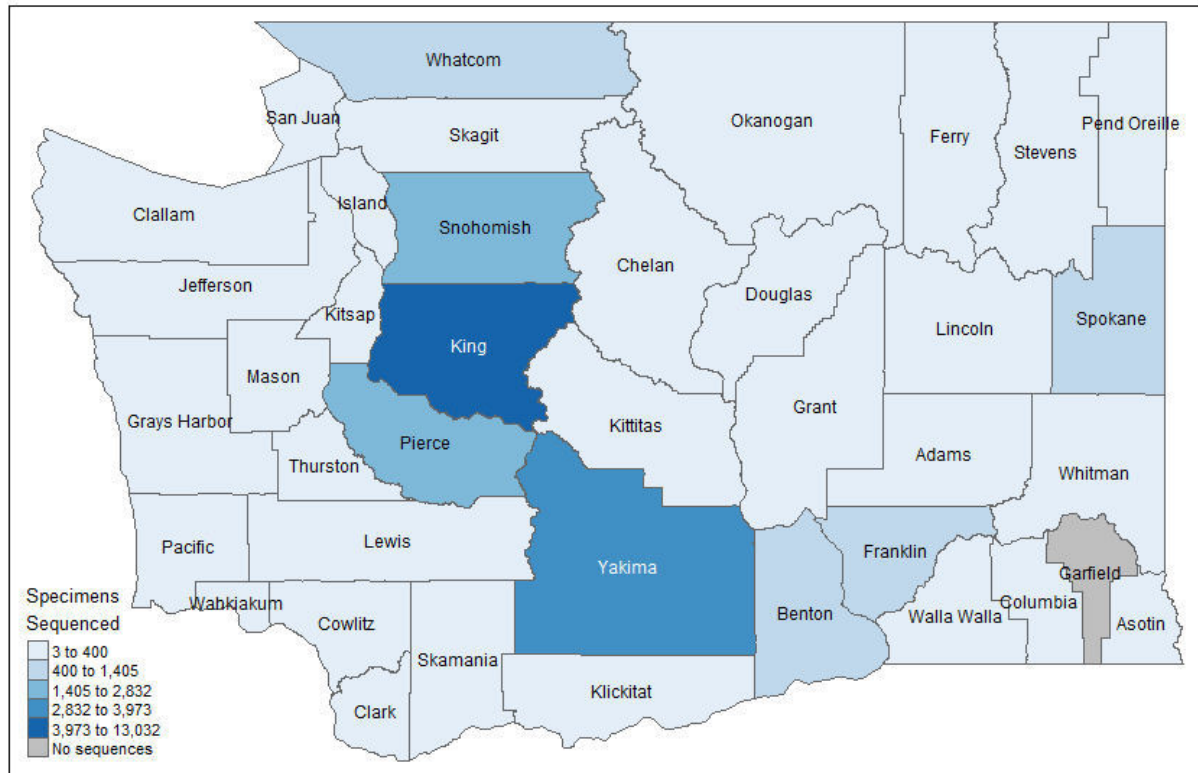 Whatcom
San Juan
Skagit
Okanogan
Ferry
Stevens
Pend Oreille
Clallam
Island
Snohomish
Chelan
Jefferson
Kitsap
Douglas
Lincoln
Spokane
King
Mason
Grays Harbor
Pierce
Kittitas
Grant
Thurston
Adams
Whitman
Pacific
Lewis
Yakima
Franklin
Garfield
Wahkiakum
Cowlitz
Skamania
Benton
Walla Walla
Columbia
Asotin
Clark
Klickitat
Specimens
Sequenced
3 to 400
400 to 1,405
1,405 to 2,832
2,832 to 3,973
3,973 to 13,032
No sequences